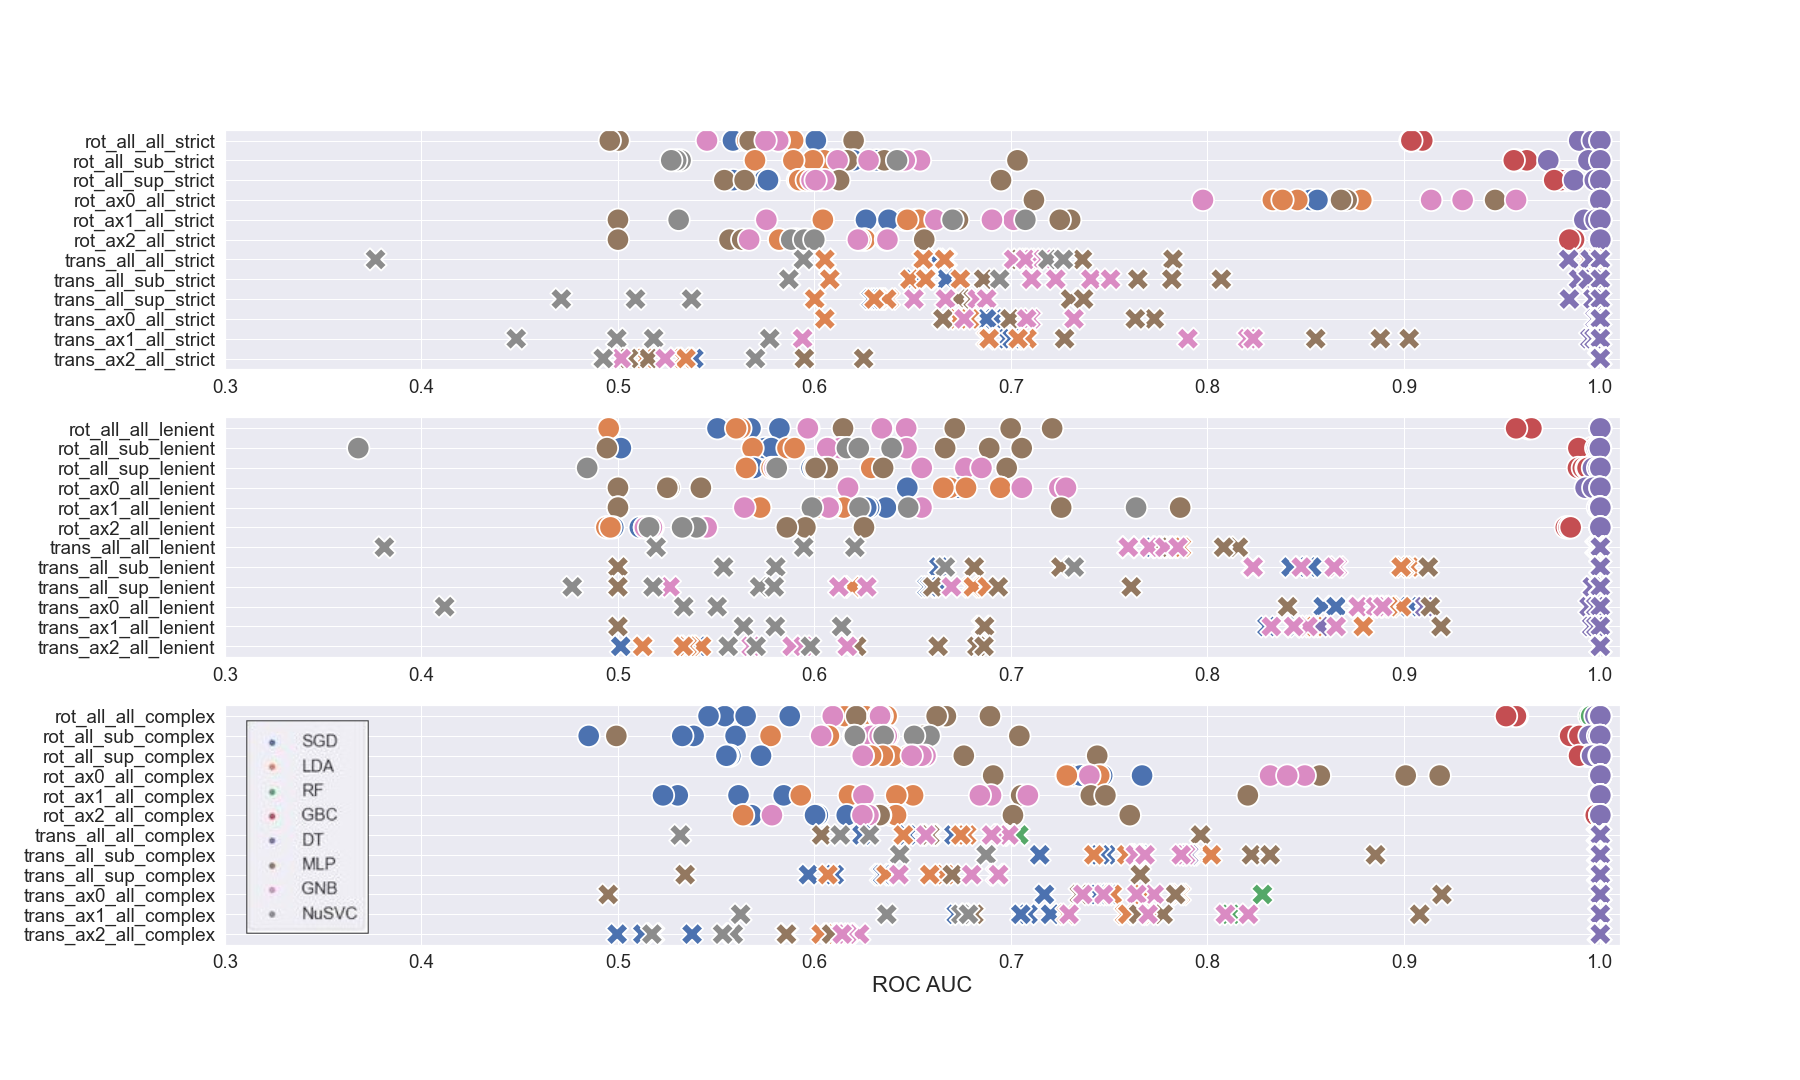 rot_all_all_strict
rot_all_sub_strict
rot_all_sup_strict
rot_ax0_all_strict
rot_ax1_all_strict
rot_ax2_all_strict
trans_all_all_strict
trans_all_sub_strict
trans_all_sup_strict
trans_ax0_all_strict
trans_ax1_all_strict
trans_ax2_all_strict
0.3 0.4 0.5 0.6 0.7 0.8 0.9 1.0
rot_all_all_lenient
rot_all_sub_lenient
rot_all_sup_lenient
rot_ax0_all_lenient
rot_ax1_all_lenient
rot_ax2_all_lenient
trans_all_all_lenient
trans_all_sub_lenient
trans_all_sup_lenient
trans_ax0_all_lenient
trans_ax1_all_lenient
trans_ax2_all_lenient
0.3 0.4 0.5 0.6 0.7 0.8 0.9 1.0
rot_all_all_complex
rot_all_sub_complex
rot_all_sup_complex
rot_ax0_all_complex
rot_ax1_all_complex
rot_ax2_all_complex
trans_all_all_complex
trans_all_sub_complex
trans_all_sup_complex
trans_ax0_all_complex
trans_ax1_all_complex
trans_ax2_all_complex
SGD
LDA
RF
GBC
DT
MLP
GNB
NuSVC
0.3 0.4 0.5 0.6 0.7 0.8 0.9 1.0
ROC AUC